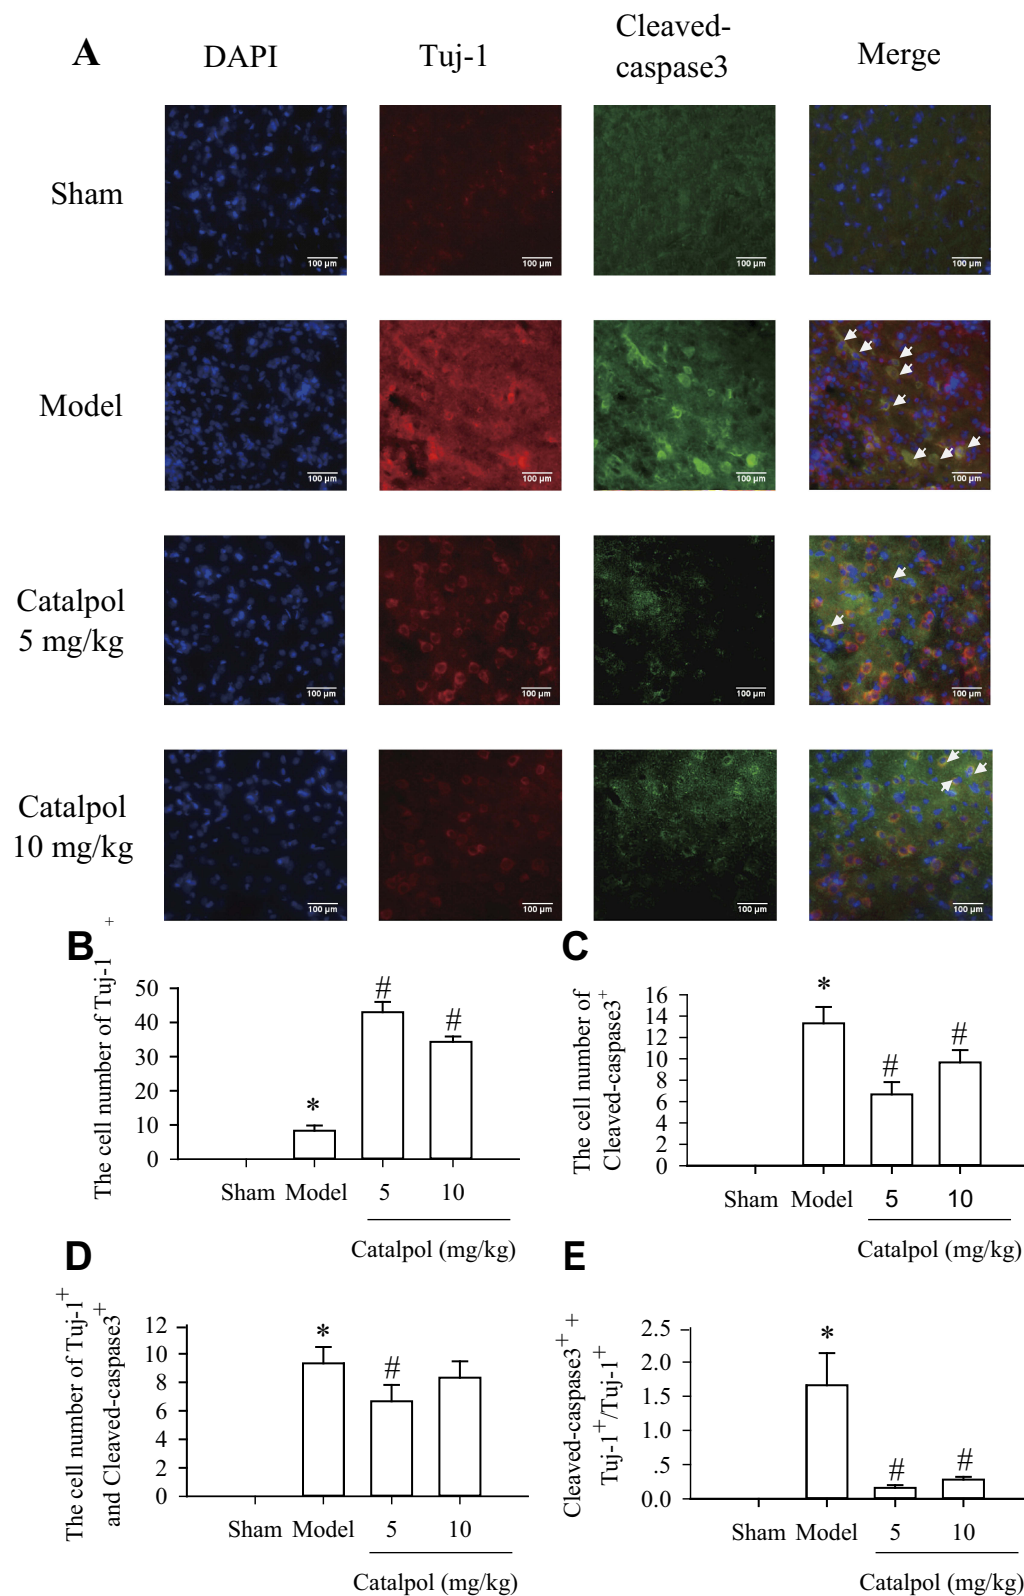 A
DAPI
Tuj-1
Cleaved-
caspase3
Merge
Sham
100 µm
100 µm
100 µm
100 µm
Model
100 µm
100 µm
100 µm
100 µm
Catalpol
5 mg/kg
100 µm
100 µm
100 µm
100 µm
Catalpol
10 mg/kg
100 µm
100 µm
100 µm
100 µm
B
The cell number of Tuj-1⁺
50
40
30
20
10
0
*
#
#
Sham Model 5 10
Catalpol (mg/kg)
C
The cell number of
Cleaved-caspase3⁺
16
14
12
10
8
6
4
2
0
*
#
#
Sham Model 5 10
Catalpol (mg/kg)
D
The cell number of Tuj-1⁺
and Cleaved-caspase3⁺
12
10
8
6
4
2
0
*
#
Sham Model 5 10
Catalpol (mg/kg)
E
Cleaved-caspase3⁺ +
Tuj-1⁺/Tuj-1⁺
2.5
2.0
1.5
1.0
.5
0.0
*
#
#
Sham Model 5 10
Catalpol (mg/kg)